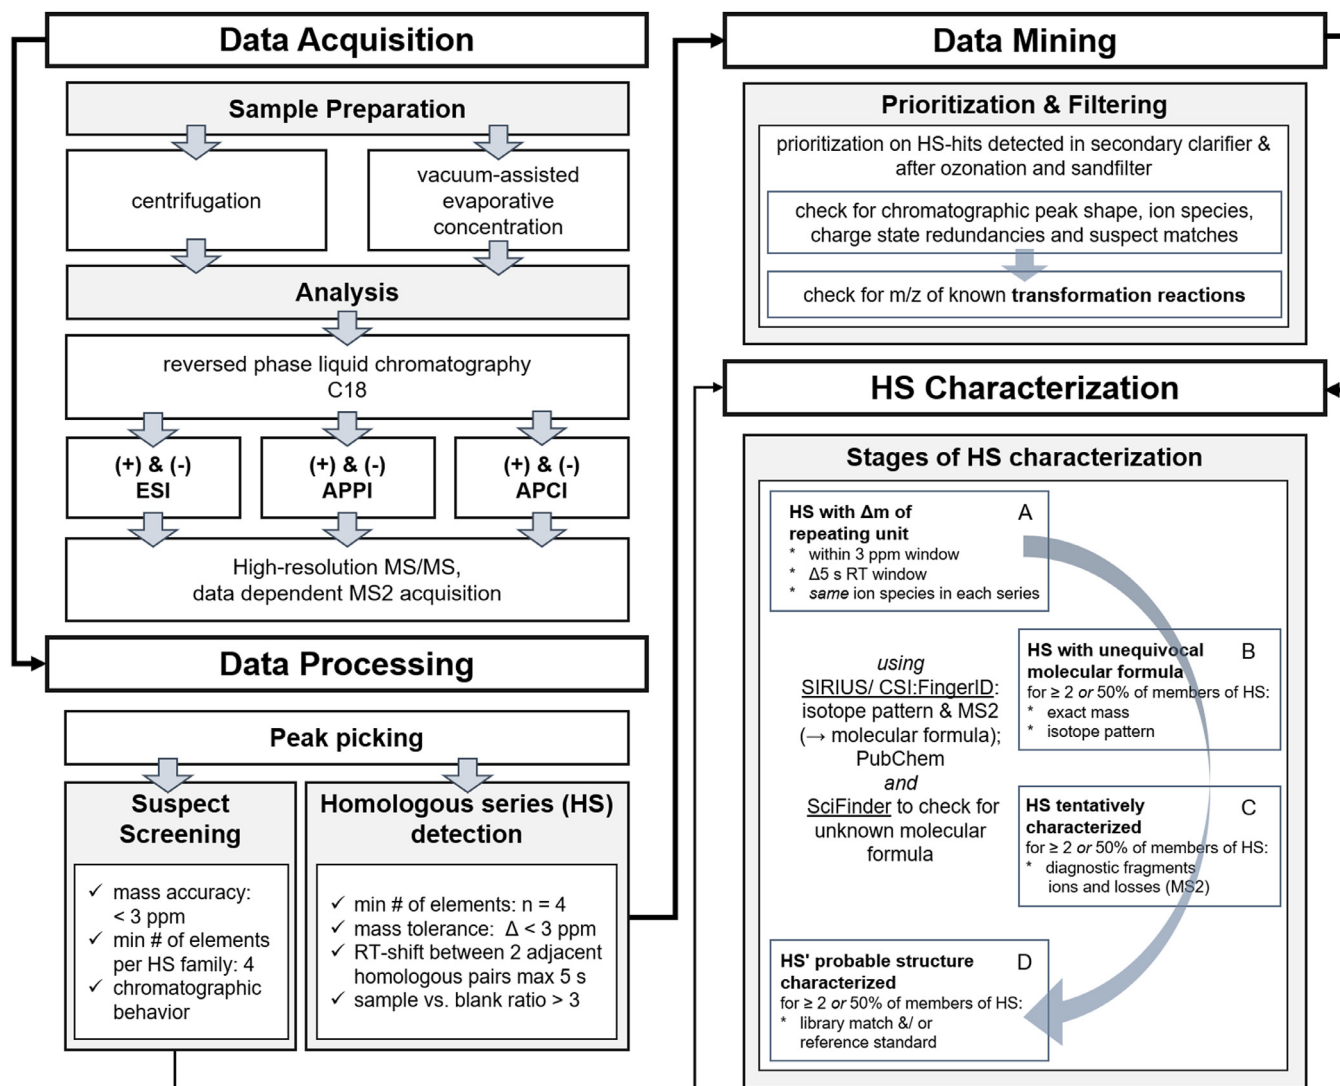 Data Acquisition
Sample Preparation
centrifugation
vacuum-assisted
evaporative
concentration
Analysis
reversed phase liquid chromatography
C18
(+) & (-)
ESI
(+) & (-)
APPI
(+) & (-)
APCI
High-resolution MS/MS,
data dependent MS2 acquisition
Data Processing
Peak picking
Suspect
Screening
✓ mass accuracy:
< 3 ppm
✓ min # of elements
per HS family: 4
✓ chromatographic
behavior
Homologous series (HS)
detection
✓ min # of elements: n = 4
✓ mass tolerance: Δ < 3 ppm
✓ RT-shift between 2 adjacent
homologous pairs max 5 s
✓ sample vs. blank ratio > 3
Data Mining
Prioritization & Filtering
prioritization on HS-hits detected in secondary clarifier &
after ozonation and sandfilter
check for chromatographic peak shape, ion species,
charge state redundancies and suspect matches
check for m/z of known transformation reactions
HS Characterization
Stages of HS characterization
A
HS with Δm of
repeating unit
* within 3 ppm window
* Δ5 s RT window
* same ion species in each series
using
SIRIUS/ CSI:FingerID:
isotope pattern & MS2
(→ molecular formula);
PubChem
and
SciFinder to check for
unknown molecular
formula
B
HS with unequivocal
molecular formula
for ≥ 2 or 50% of members of HS:
* exact mass
* isotope pattern
C
HS tentatively
characterized
for ≥ 2 or 50% of members of HS:
* diagnostic fragments
ions and losses (MS2)
D
HS' probable structure
characterized
for ≥ 2 or 50% of members of HS:
* library match &/ or
reference standard